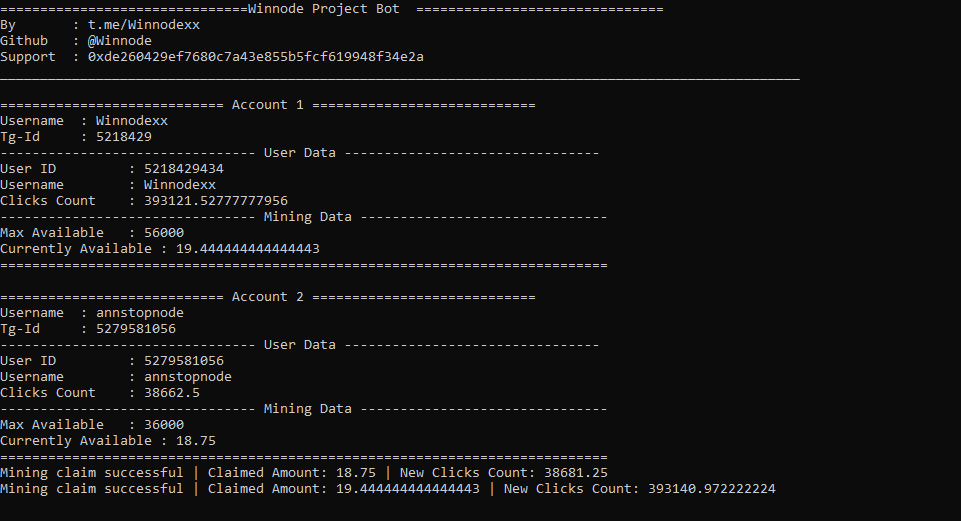 ===============================Winnode Project Bot  ===============================
By       : t.me/Winnodexx
Github   : @Winnode
Support  : 0xde260429ef7680c7a43e855b5fcf619948f34e2a
____________________________________________________________________________________________________
============================ Account 1 ============================
Username  : Winnodexx
Tg-Id     : 5218429
-------------------------------- User Data --------------------------------
User ID         : 5218429434
Username        : Winnodexx
Clicks Count    : 393121.52777777956
-------------------------------- Mining Data -------------------------------
Max Available   : 56000
Currently Available : 19.444444444444443
============================================================================
============================ Account 2 ============================
Username  : annstopnode
Tg-Id     : 5279581056
-------------------------------- User Data --------------------------------
User ID         : 5279581056
Username        : annstopnode
Clicks Count    : 38662.5
-------------------------------- Mining Data -------------------------------
Max Available   : 36000
Currently Available : 18.75
============================================================================
Mining claim successful | Claimed Amount: 18.75 | New Clicks Count: 38681.25
Mining claim successful | Claimed Amount: 19.444444444444443 | New Clicks Count: 393140.972222224